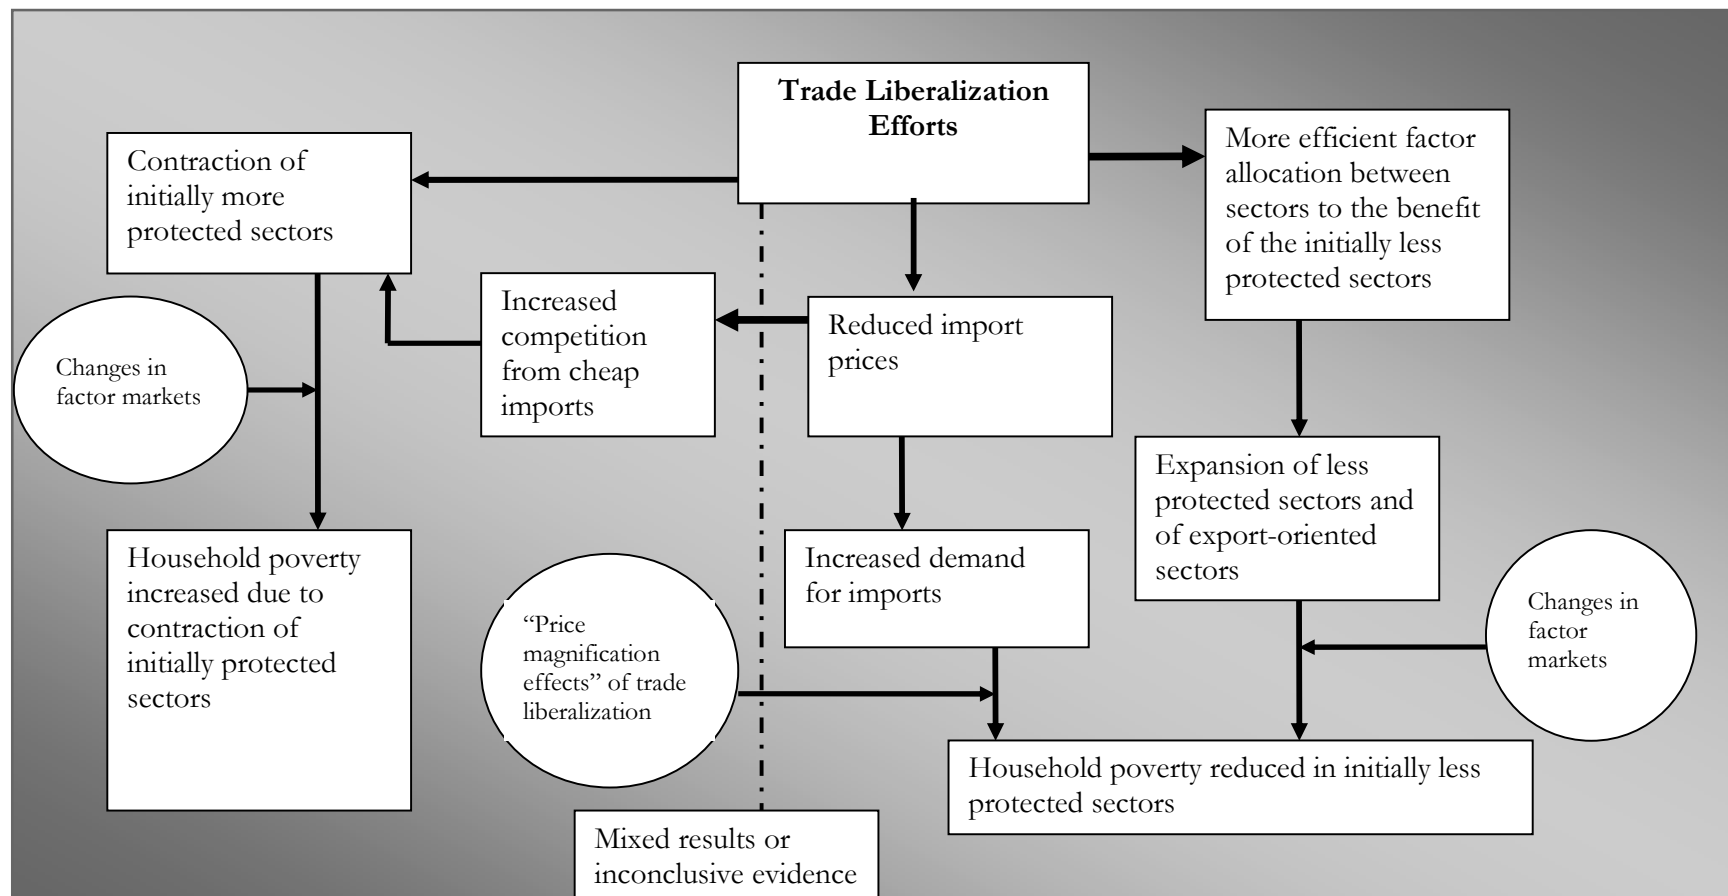 Trade Liberalization
Efforts
Contraction of
initially more
protected sectors
More efficient factor
allocation between
sectors to the benefit
of the initially less
protected sectors
Increased
competition
from cheap
imports
Reduced import
prices
Changes in
factor markets
Expansion of less
protected sectors and
of export-oriented
sectors
Household poverty
increased due to
contraction of
initially protected
sectors
Increased demand
for imports
“Price
magnification
effects” of trade
liberalization
Changes in
factor
markets
Household poverty reduced in initially less
protected sectors
Mixed results or
inconclusive evidence